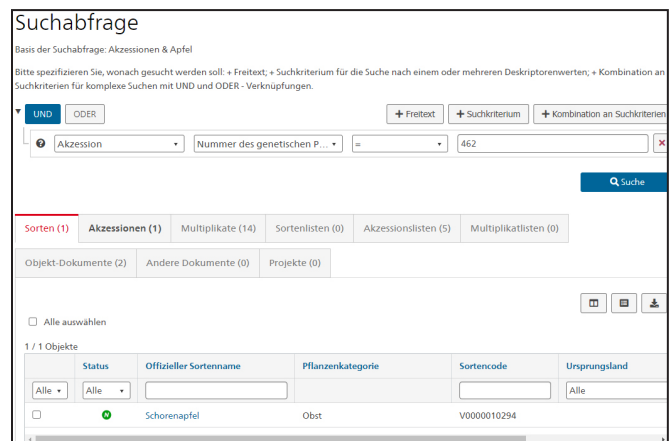 Suchabfrage
Basis der Suchabfrage: Akzessionen & Apfel
Bitte spezifizieren Sie, wonach gesucht werden soll: + Freitext; + Suchkriterium für die Suche nach einem oder mehreren Deskriptorenwerten; + Kombination an
Suchkriterien für komplexe Suchen mit UND und ODER - Verknüpfungen.
UND ODER + Freitext + Suchkriterium + Kombination an Suchkriterien
Akzession Nummer des genetischen P... = 462
Suche
Sorten (1) Akzessionen (1) Multiplikate (14) Sortenlisten (0) Akzessionslisten (5) Multiplikatlisten (0)
Objekt-Dokumente (2) Andere Dokumente (0) Projekte (0)
Alle auswählen
1 / 1 Objekte
Status Offizieller Sortenname Pflanzenkategorie Sortencode Ursprungsland
Alle Alle Alle
N Schorenapfel Obst V0000010294